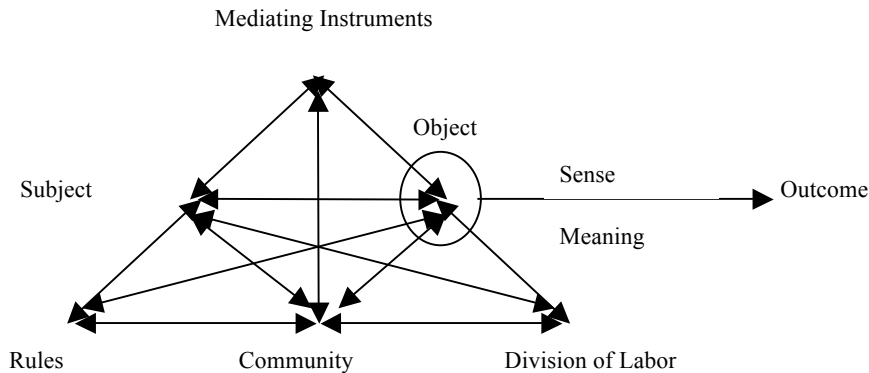 Mediating Instruments
Object
Subject
Sense
Outcome
Meaning
Rules
Community
Division of Labor